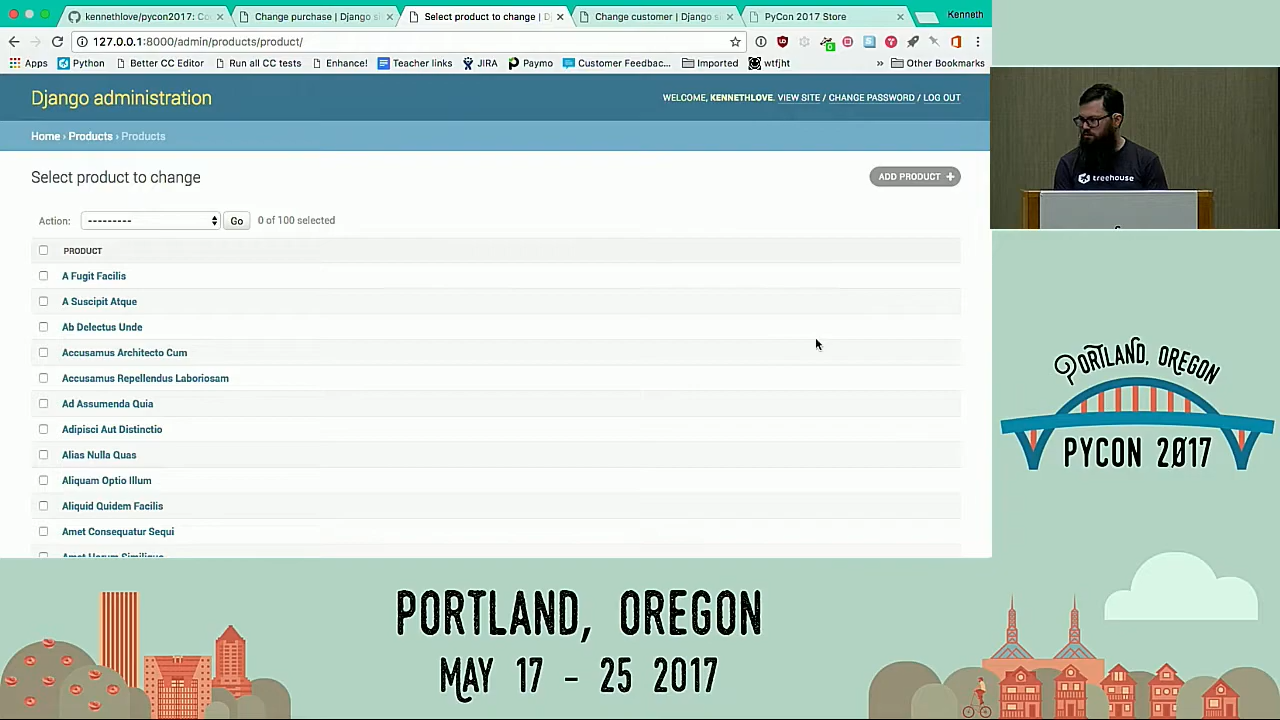 kennethlove/pycon2017: Co
Change purchase | Django si
Select product to change | D
Change customer | Django si
PyCon 2017 Store
Kenneth
127.0.0.1:8000/admin/products/product/
Apps
Python
Better CC Editor
Run all CC tests
Enhance!
Teacher links
JIRA
Paymo
Customer Feedbac...
Imported
wtfjht
»
Other Bookmarks
Django administration
WELCOME, KENNETHLOVE. VIEW SITE / CHANGE PASSWORD / LOG OUT
Home › Products › Products
Select product to change
ADD PRODUCT +
Action: --------- Go 0 of 100 selected
PRODUCT
A Fugit Facilis
A Suscipit Atque
Ab Delectus Unde
Accusamus Architecto Cum
Accusamus Repellendus Laboriosam
Ad Assumenda Quia
Adipisci Aut Distinctio
Alias Nulla Quas
Aliquam Optio Illum
Aliquid Quidem Facilis
Amet Consequatur Sequi
treehouse
PORTLAND, OREGON
PYCON 2017
PORTLAND, OREGON
MAY 17 - 25 2017